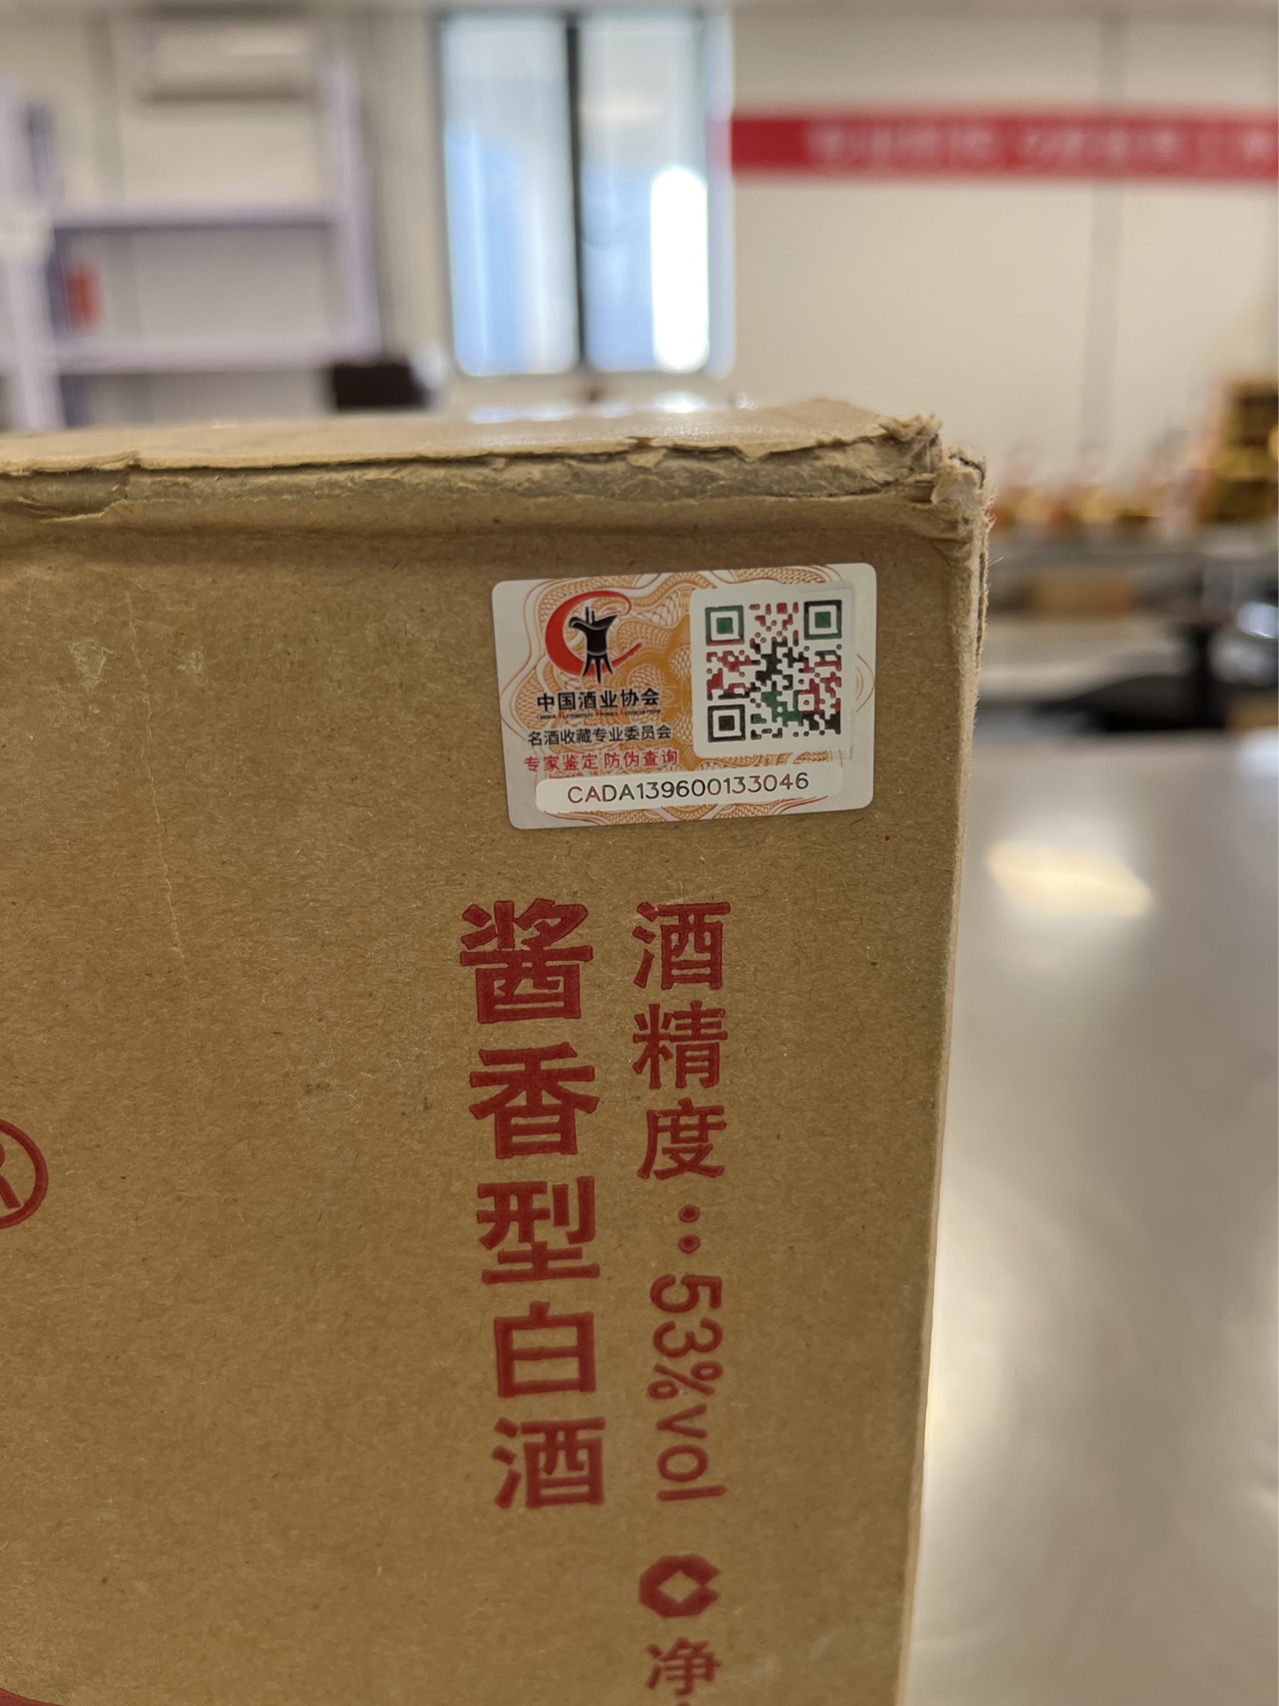 中国酒业协会
名酒收藏专业委员会
专家鉴定 防伪查询
CADA139600133046
酒精度：53%vol
净
酱香型白酒
R